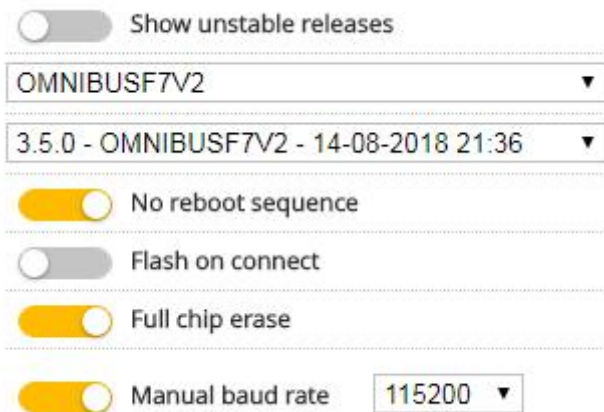 Show unstable releases
OMNIBUSF7V2
3.5.0 - OMNIBUSF7V2 - 14-08-2018 21:36
No reboot sequence
Flash on connect
Full chip erase
Manual baud rate 115200